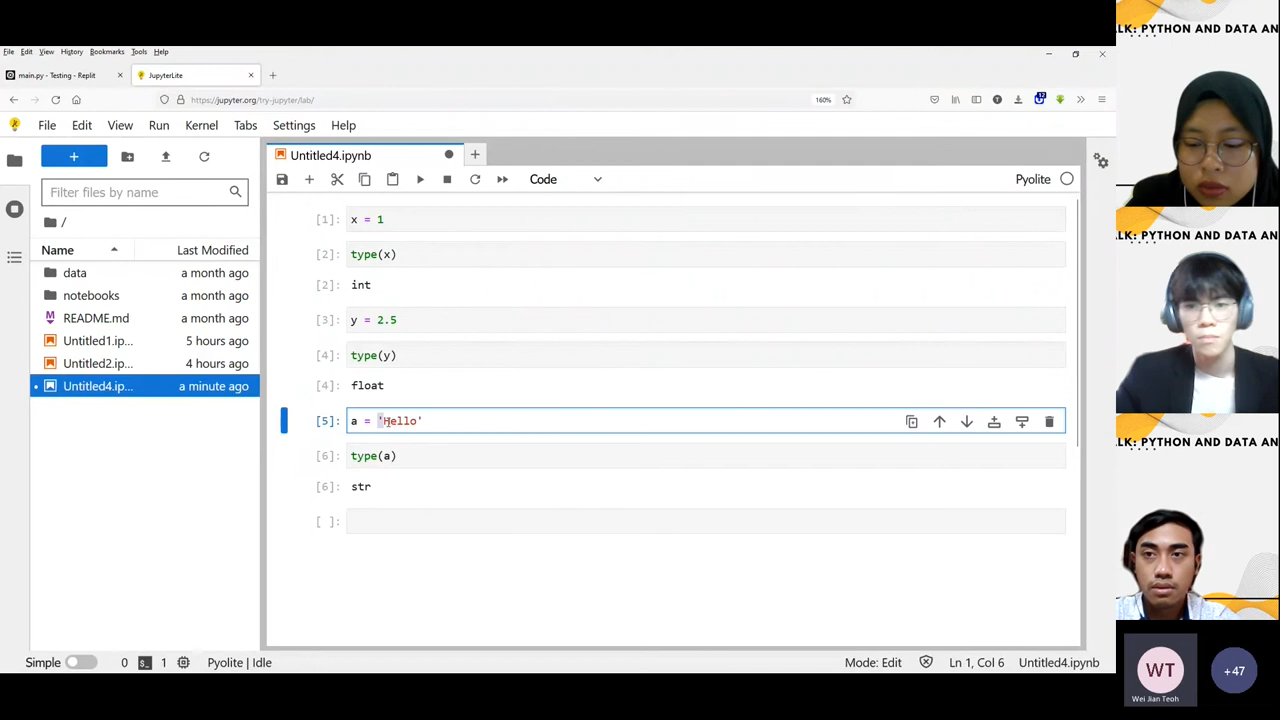 File Edit View History Bookmarks Tools Help
main.py - Testing - Replit
JupyterLite
https://jupyter.org/try-jupyter/lab/
160%
File Edit View Run Kernel Tabs Settings Help
Filter files by name
/
Name Last Modified
data a month ago
notebooks a month ago
README.md a month ago
Untitled1.ip... 5 hours ago
Untitled2.ip... 4 hours ago
Untitled4.ip... a minute ago
Untitled4.ipynb
Code
Pyolite
[1]: x = 1
[2]: type(x)
[2]: int
[3]: y = 2.5
[4]: type(y)
[4]: float
[5]: a = 'Hello'
[6]: type(a)
[6]: str
[ ]:
Simple 0 1 Pyolite | Idle
Mode: Edit Ln 1, Col 6 Untitled4.ipynb
LK: PYTHON AND DATA AN
LK: PYTHON AND DATA AN
LK: PYTHON AND DATA AN
WT
Wei Jian Teoh
+47